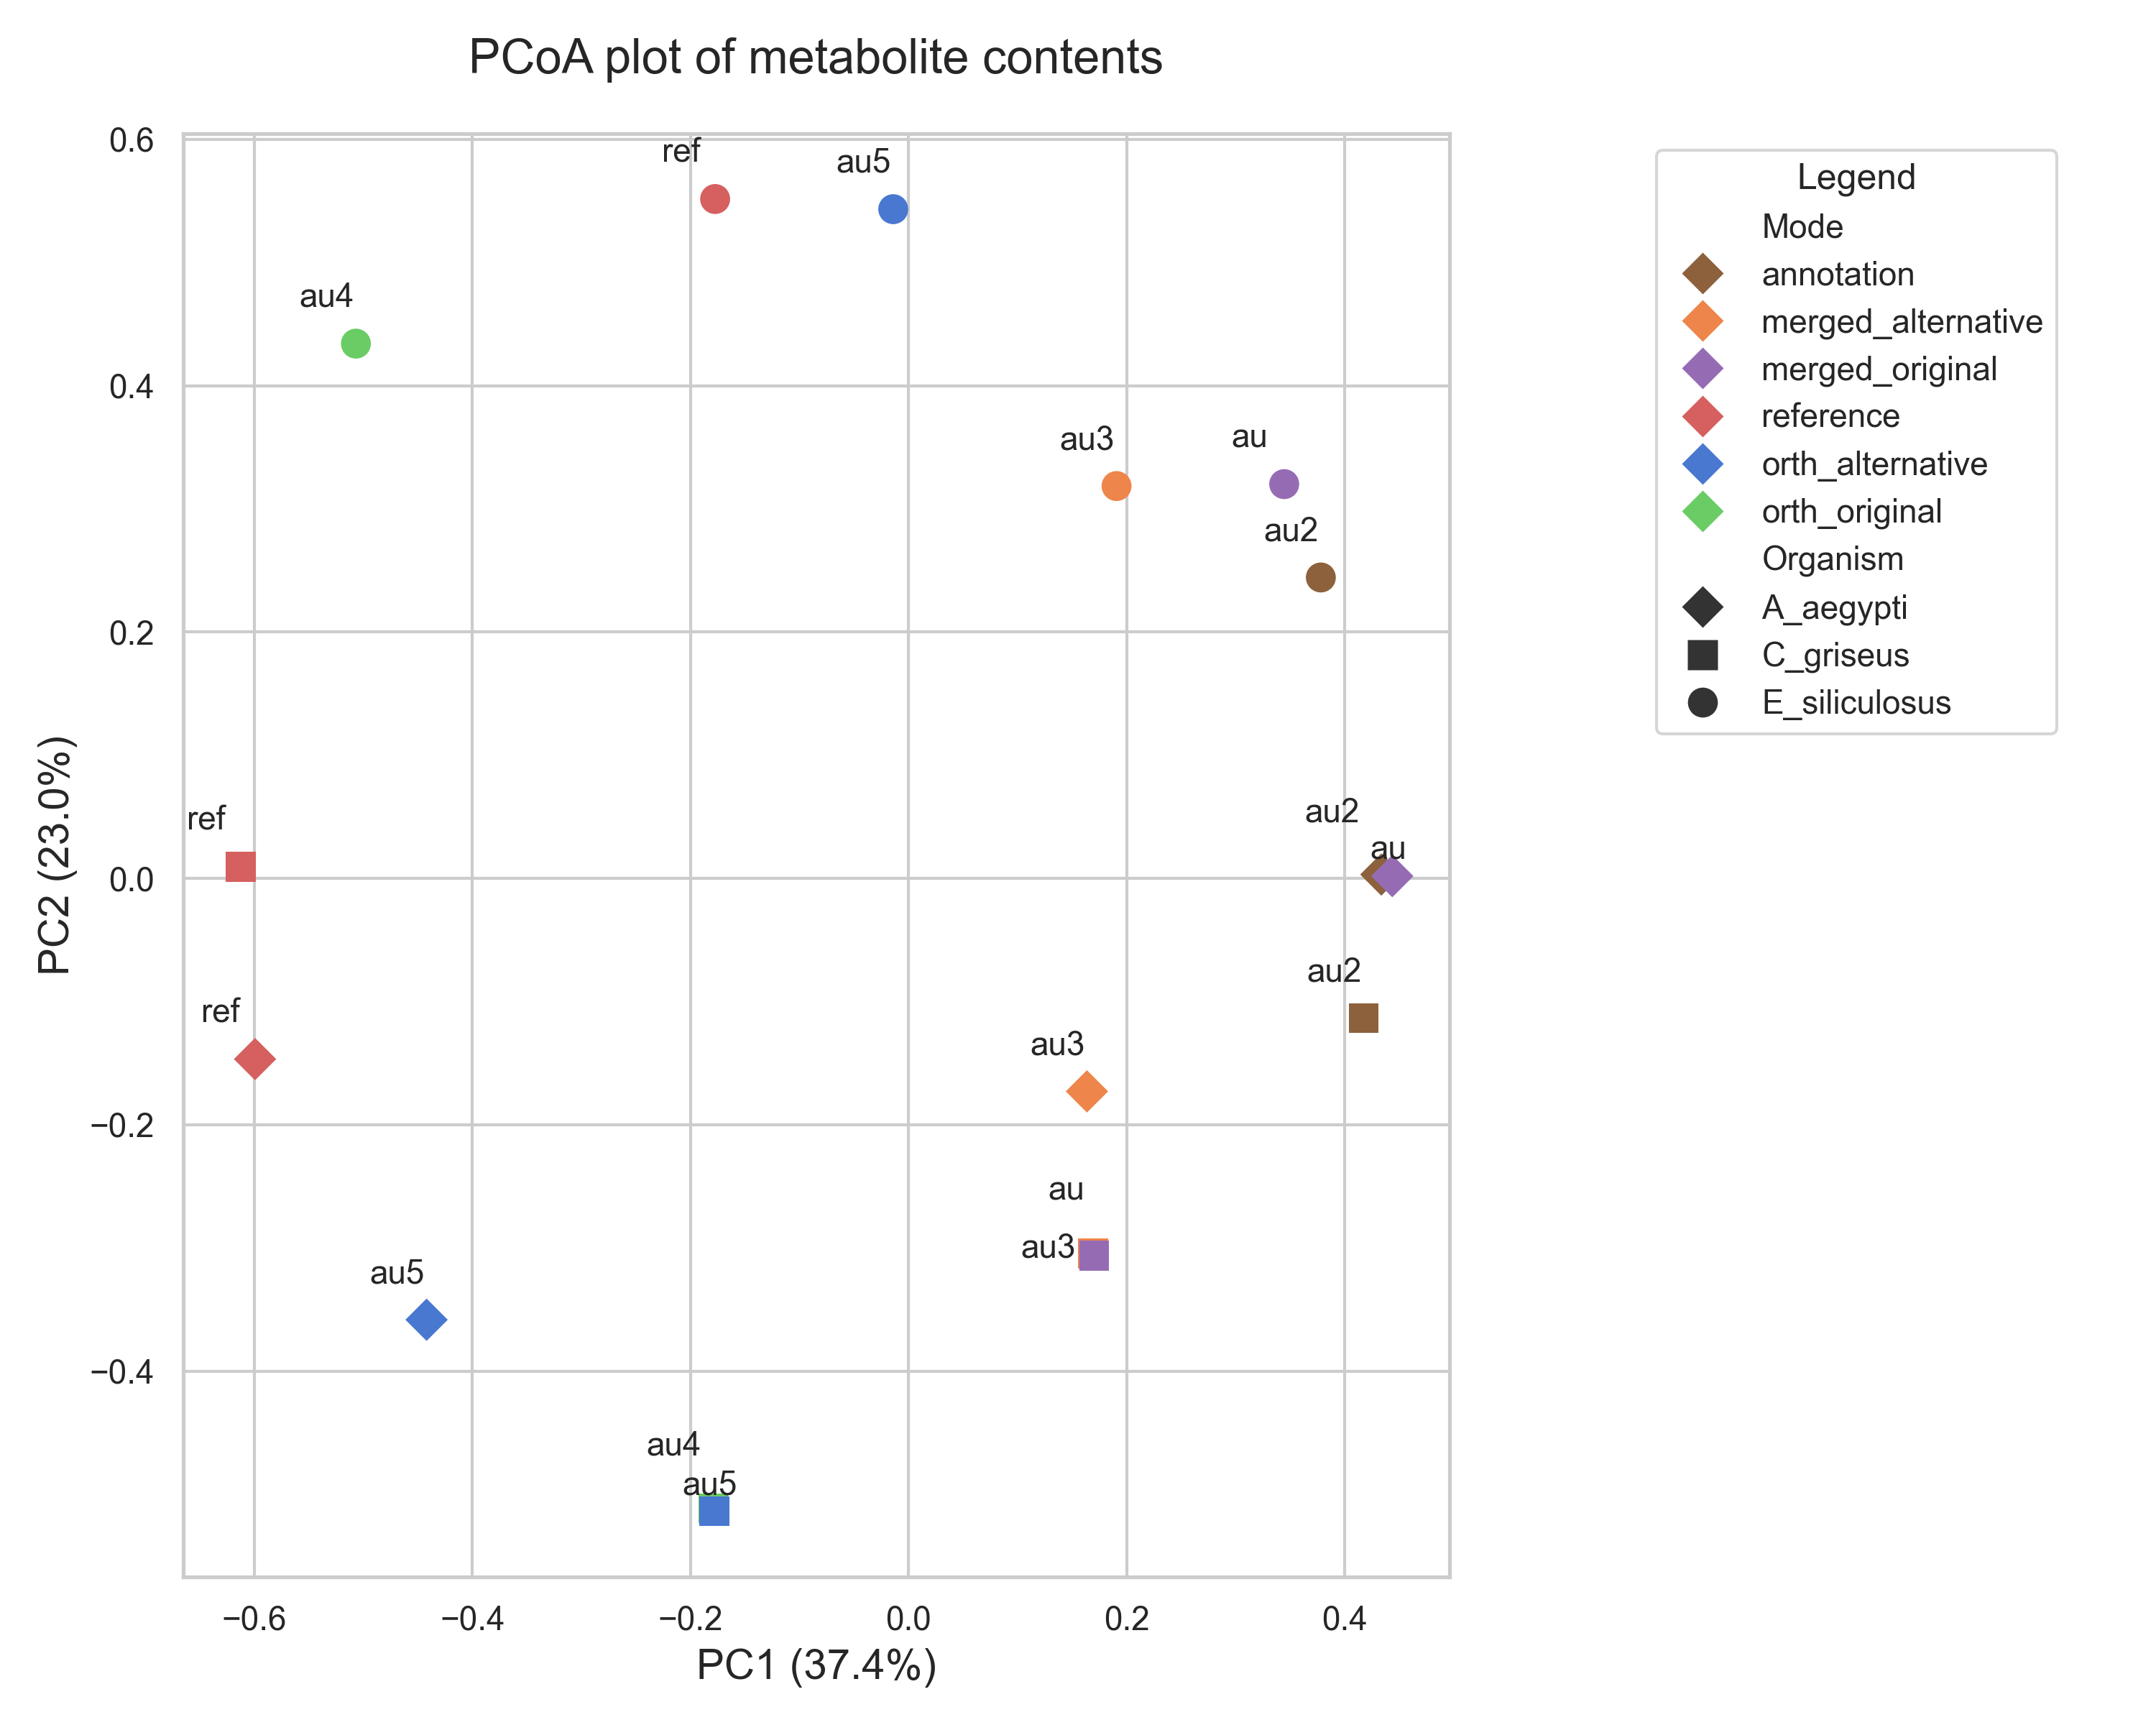 PCoA plot of metabolite contents
0.6
0.4
0.2
0.0
−0.2
−0.4
PC2 (23.0%)
ref
au5
au4
au3
au
au2
ref
au2
au
au2
ref
au3
au
au3
au5
au4
au5
−0.6
−0.4
−0.2
0.0
0.2
0.4
PC1 (37.4%)
Legend
Mode
annotation
merged_alternative
merged_original
reference
orth_alternative
orth_original
Organism
A_aegypti
C_griseus
E_siliculosus